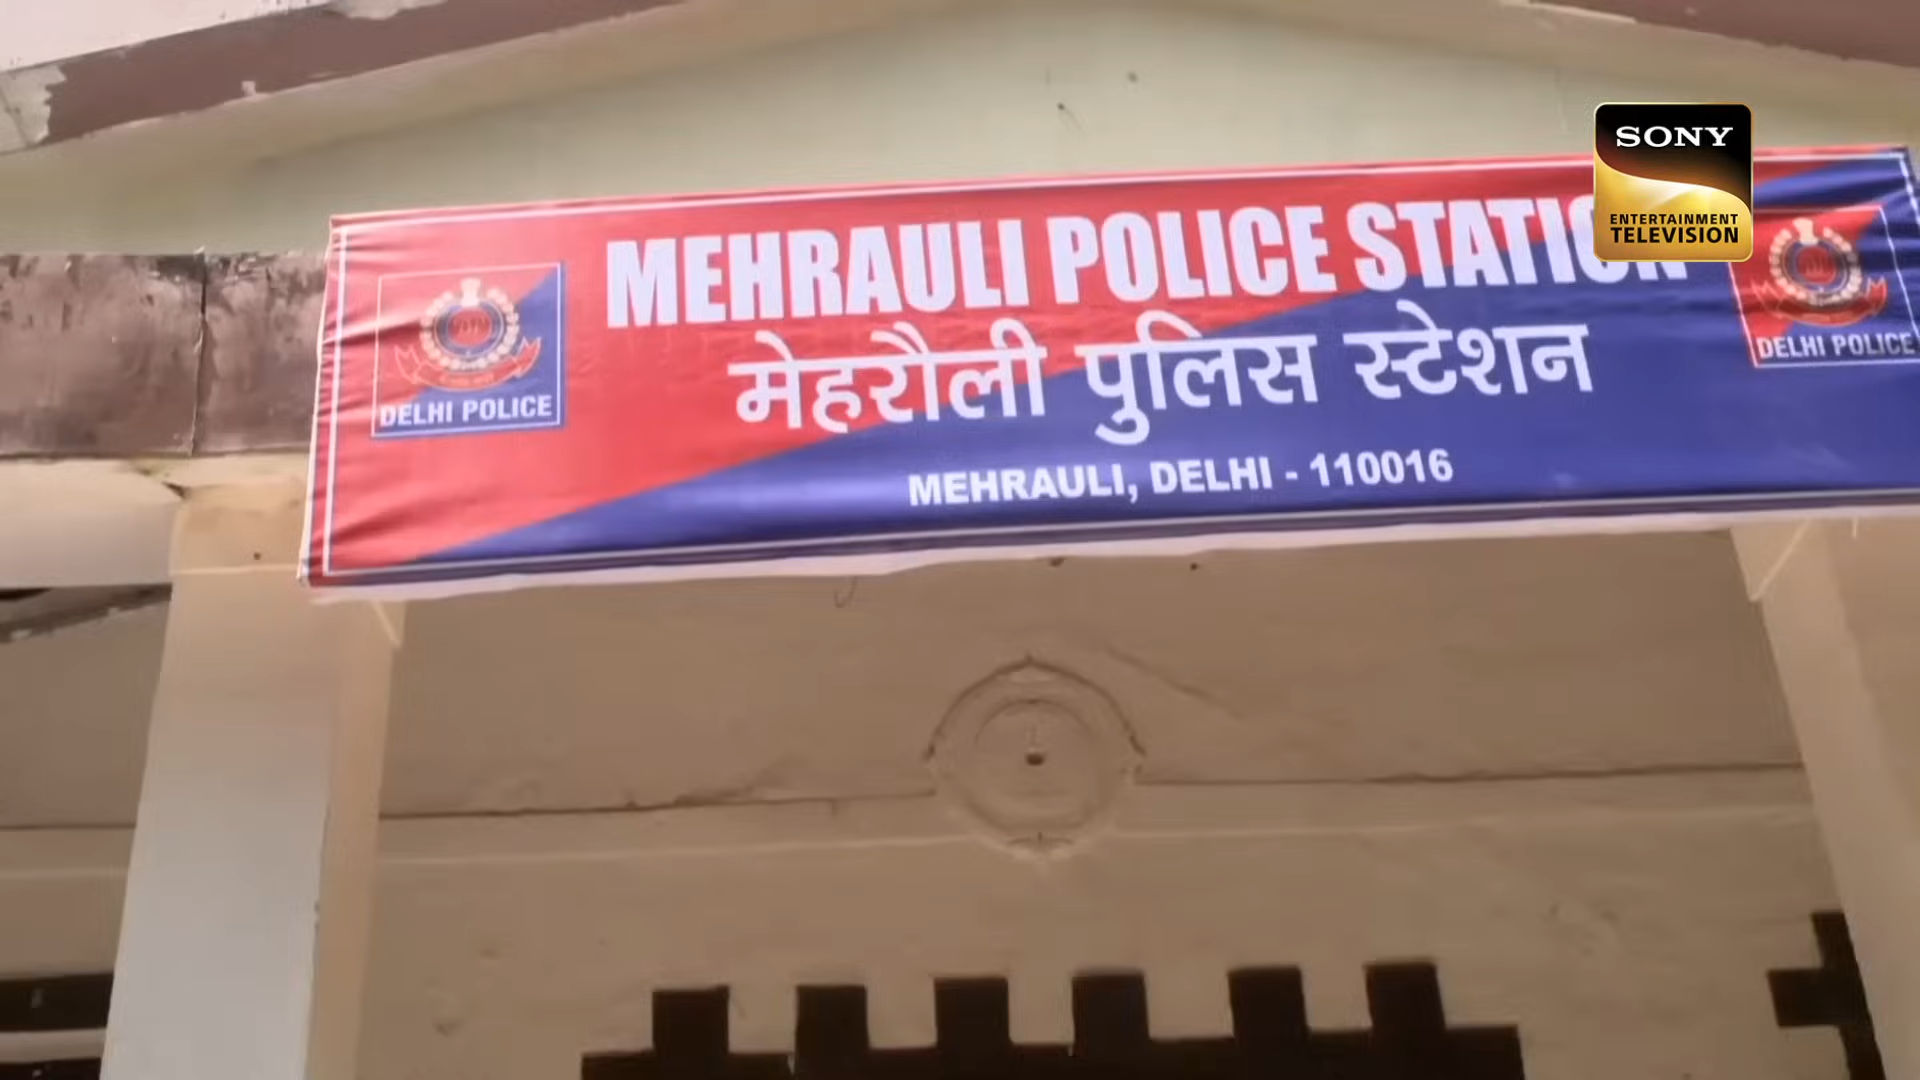 SONY
ENTERTAINMENT
TELEVISION
MEHRAULI POLICE STATION
मेहरौली पुलिस स्टेशन
MEHRAULI, DELHI - 110016
DELHI POLICE
DELHI POLICE